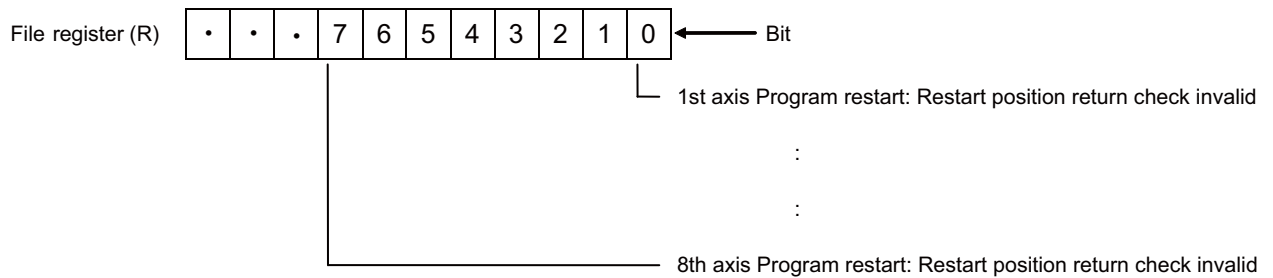 File register (R) • • • 7 6 5 4 3 2 1 0 Bit
1st axis Program restart: Restart position return check invalid
:
:
8th axis Program restart: Restart position return check invalid